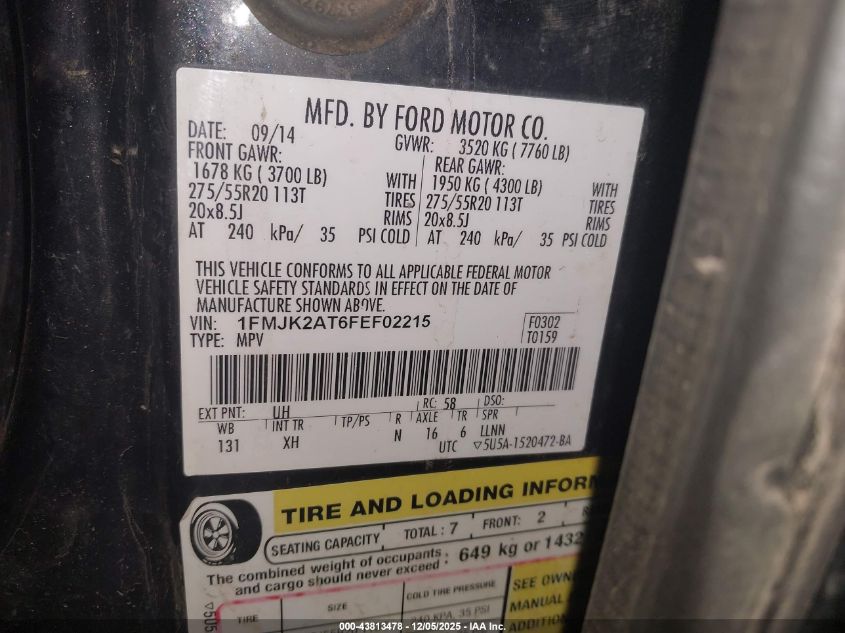 MFD. BY FORD MOTOR CO.
DATE: 09/14 GVWR: 3520 KG ( 7760 LB)
FRONT GAWR: REAR GAWR:
1678 KG ( 3700 LB) WITH 1950 KG ( 4300 LB) WITH
275/55R20 113T TIRES 275/55R20 113T TIRES
20x8.5J RIMS 20x8.5J RIMS
AT 240 kPa/ 35 PSI COLD AT 240 kPa/ 35 PSI COLD
THIS VEHICLE CONFORMS TO ALL APPLICABLE FEDERAL MOTOR
VEHICLE SAFETY STANDARDS IN EFFECT ON THE DATE OF
MANUFACTURE SHOWN ABOVE.
VIN: 1FMJK2AT6FEF02215 F0302
TYPE: MPV T0159
EXT PNT: UH RC: 58 DSO:
WB INT TR TP/PS R AXLE TR SPR
131 XH N 16 6 LLNN
UTC ▽5U5A-1520472-BA
TIRE AND LOADING INFORM
SEATING CAPACITY TOTAL : 7 FRONT: 2
The combined weight of occupants
and cargo should never exceed : 649 kg or 1432
TIRE SIZE COLD TIRE PRESSURE SEE OWN
240 KPA, 35 PSI MANUAL
ADDITION
▽5U5
000-43813478 - 12/05/2025 - IAA Inc.